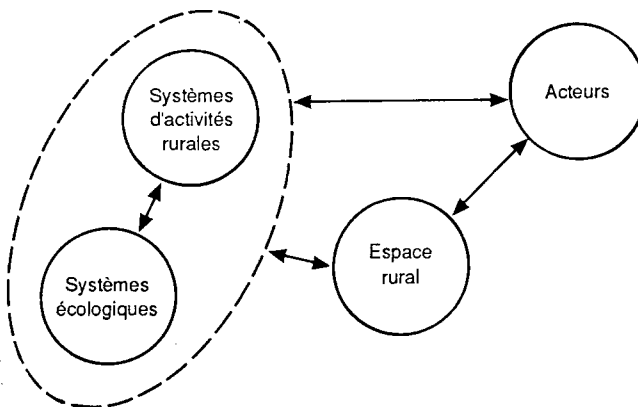 Systèmes
d'activités
rurales
Acteurs
Espace
rural
Systèmes
écologiques